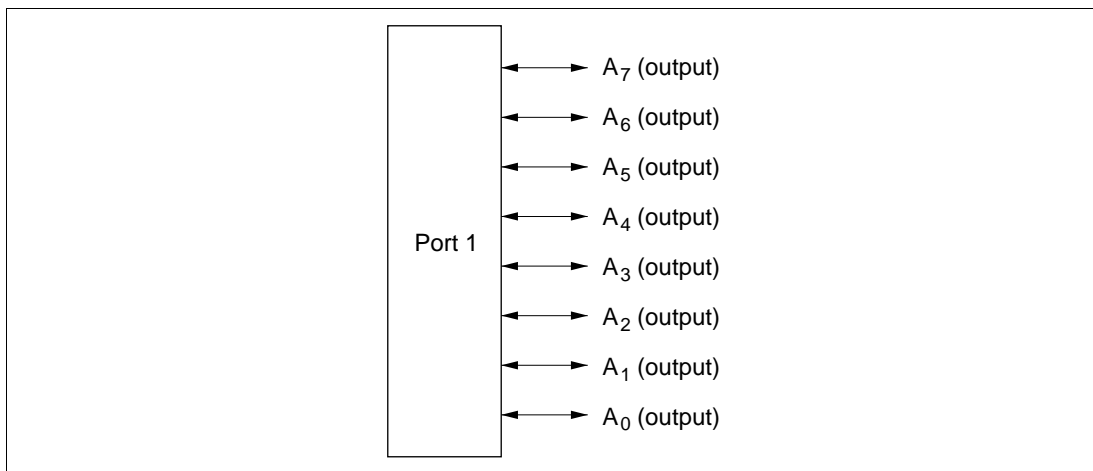 A7 (output)
A6 (output)
A5 (output)
A4 (output)
Port 1
A3 (output)
A2 (output)
A1 (output)
A0 (output)